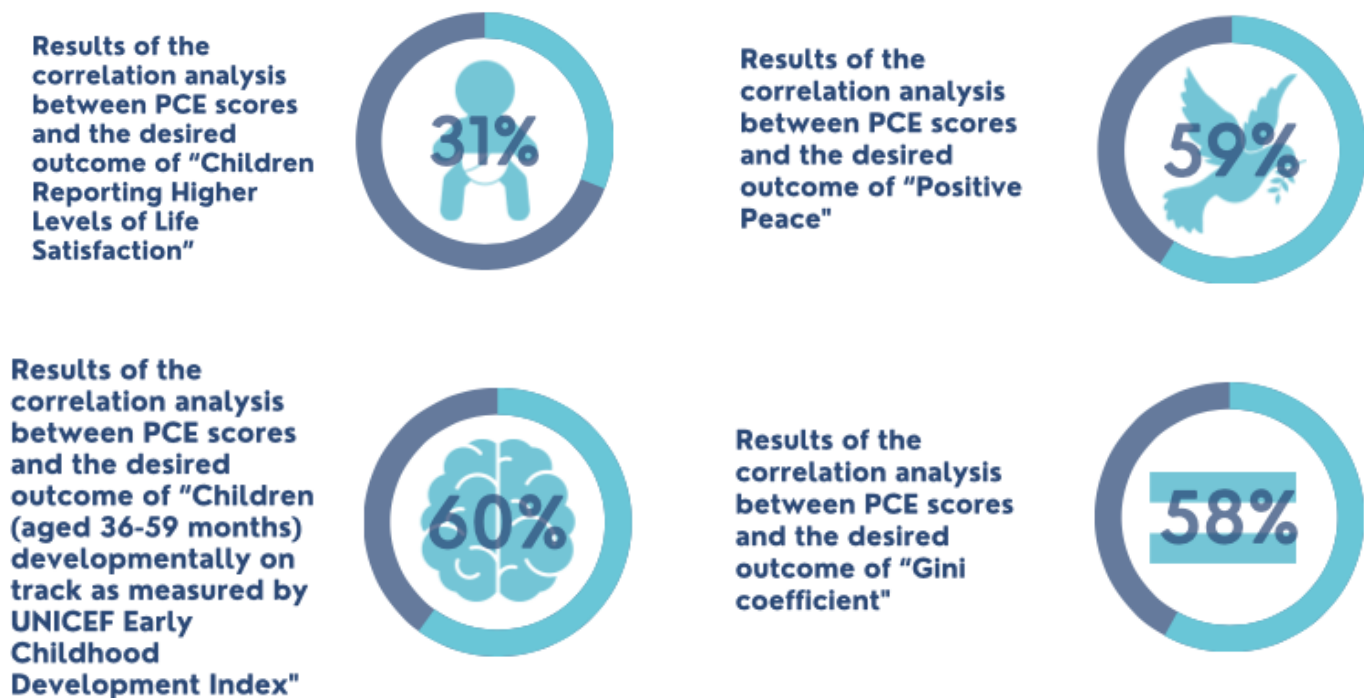 Results of the
correlation analysis
between PCE scores
and the desired
outcome of “Children
Reporting Higher
Levels of Life
Satisfaction”
31%
Results of the
correlation analysis
between PCE scores
and the desired
outcome of “Positive
Peace"
59%
Results of the
correlation analysis
between PCE scores
and the desired
outcome of “Children
(aged 36-59 months)
developmentally on
track as measured by
UNICEF Early
Childhood
Development Index"
60%
Results of the
correlation analysis
between PCE scores
and the desired
outcome of “Gini
coefficient"
58%